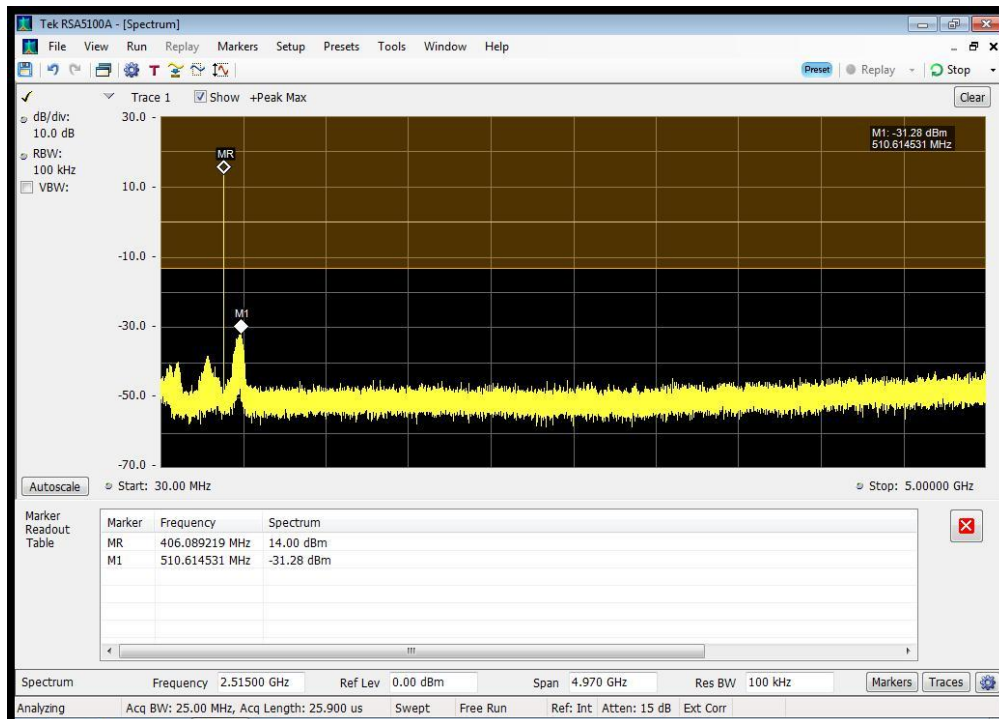 Tek RSA5100A - [Spectrum]
File View Run Replay Markers Setup Presets Tools Window Help
T Preset Replay Stop
Trace 1 Show +Peak Max Clear
dB/div:
10.0 dB
RBW:
100 kHz
VBW:
30.0
10.0
-10.0
-30.0
-50.0
-70.0
M1: -31.28 dBm
510.614531 MHz
MR
M1
Autoscale Start: 30.00 MHz Stop: 5.00000 GHz
Marker
Readout
Table
Marker Frequency Spectrum
MR 406.089219 MHz 14.00 dBm
M1 510.614531 MHz -31.28 dBm
Spectrum Frequency 2.51500 GHz Ref Lev 0.00 dBm Span 4.970 GHz Res BW 100 kHz Markers Traces
Analyzing Acq BW: 25.00 MHz, Acq Length: 25.900 us Swept Free Run Ref: Int Atten: 15 dB Ext Corr